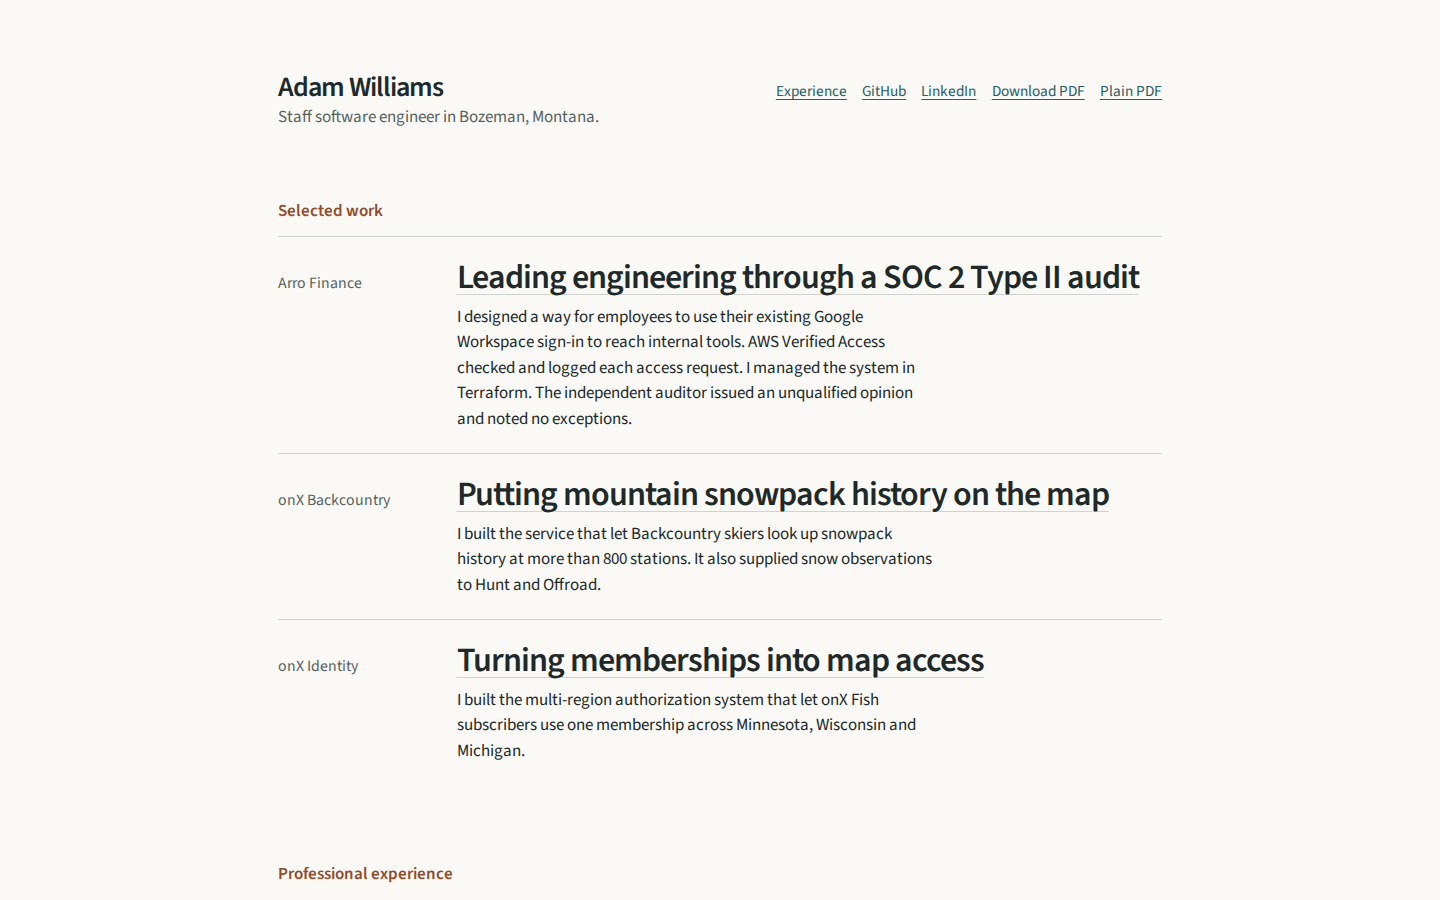 Adam Williams
Staff software engineer in Bozeman, Montana.
Experience GitHub LinkedIn Download PDF Plain PDF
Selected work
Arro Finance
Leading engineering through a SOC 2 Type II audit
I designed a way for employees to use their existing Google
Workspace sign-in to reach internal tools. AWS Verified Access
checked and logged each access request. I managed the system in
Terraform. The independent auditor issued an unqualified opinion
and noted no exceptions.
onX Backcountry
Putting mountain snowpack history on the map
I built the service that let Backcountry skiers look up snowpack
history at more than 800 stations. It also supplied snow observations
to Hunt and Offroad.
onX Identity
Turning memberships into map access
I built the multi-region authorization system that let onX Fish
subscribers use one membership across Minnesota, Wisconsin and
Michigan.
Professional experience